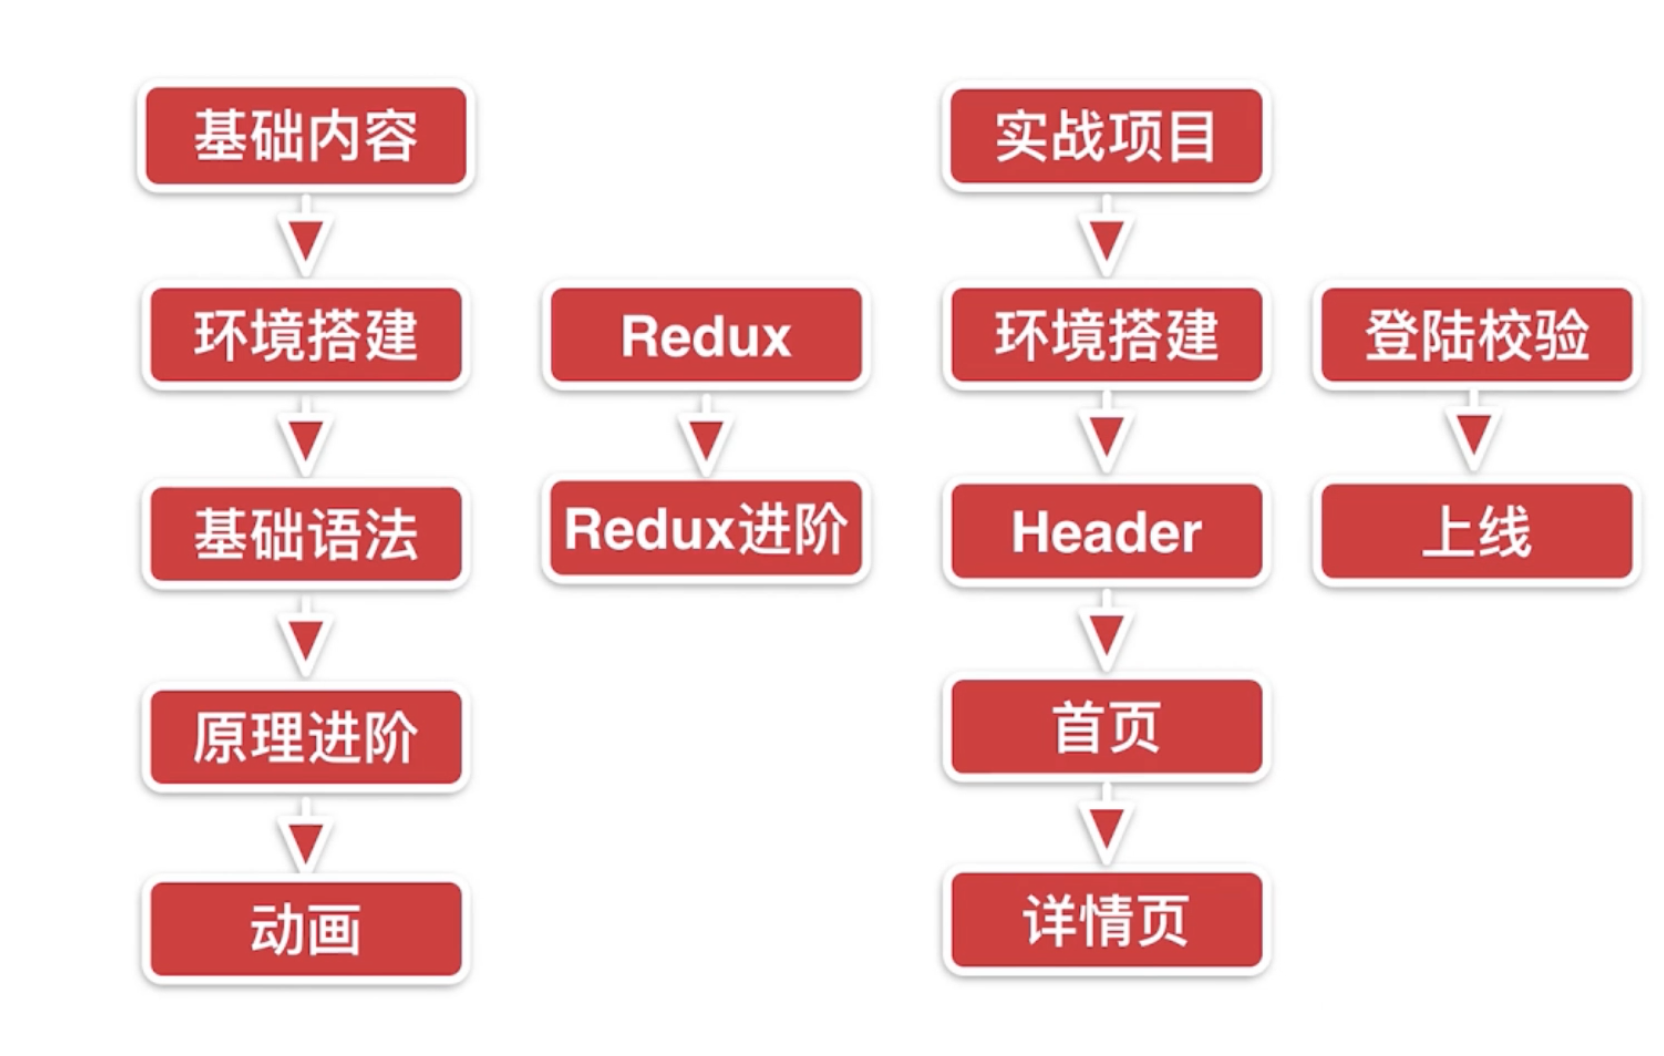 基础内容
环境搭建
基础语法
原理进阶
动画
Redux
Redux进阶
实战项目
环境搭建
Header
首页
详情页
登陆校验
上线